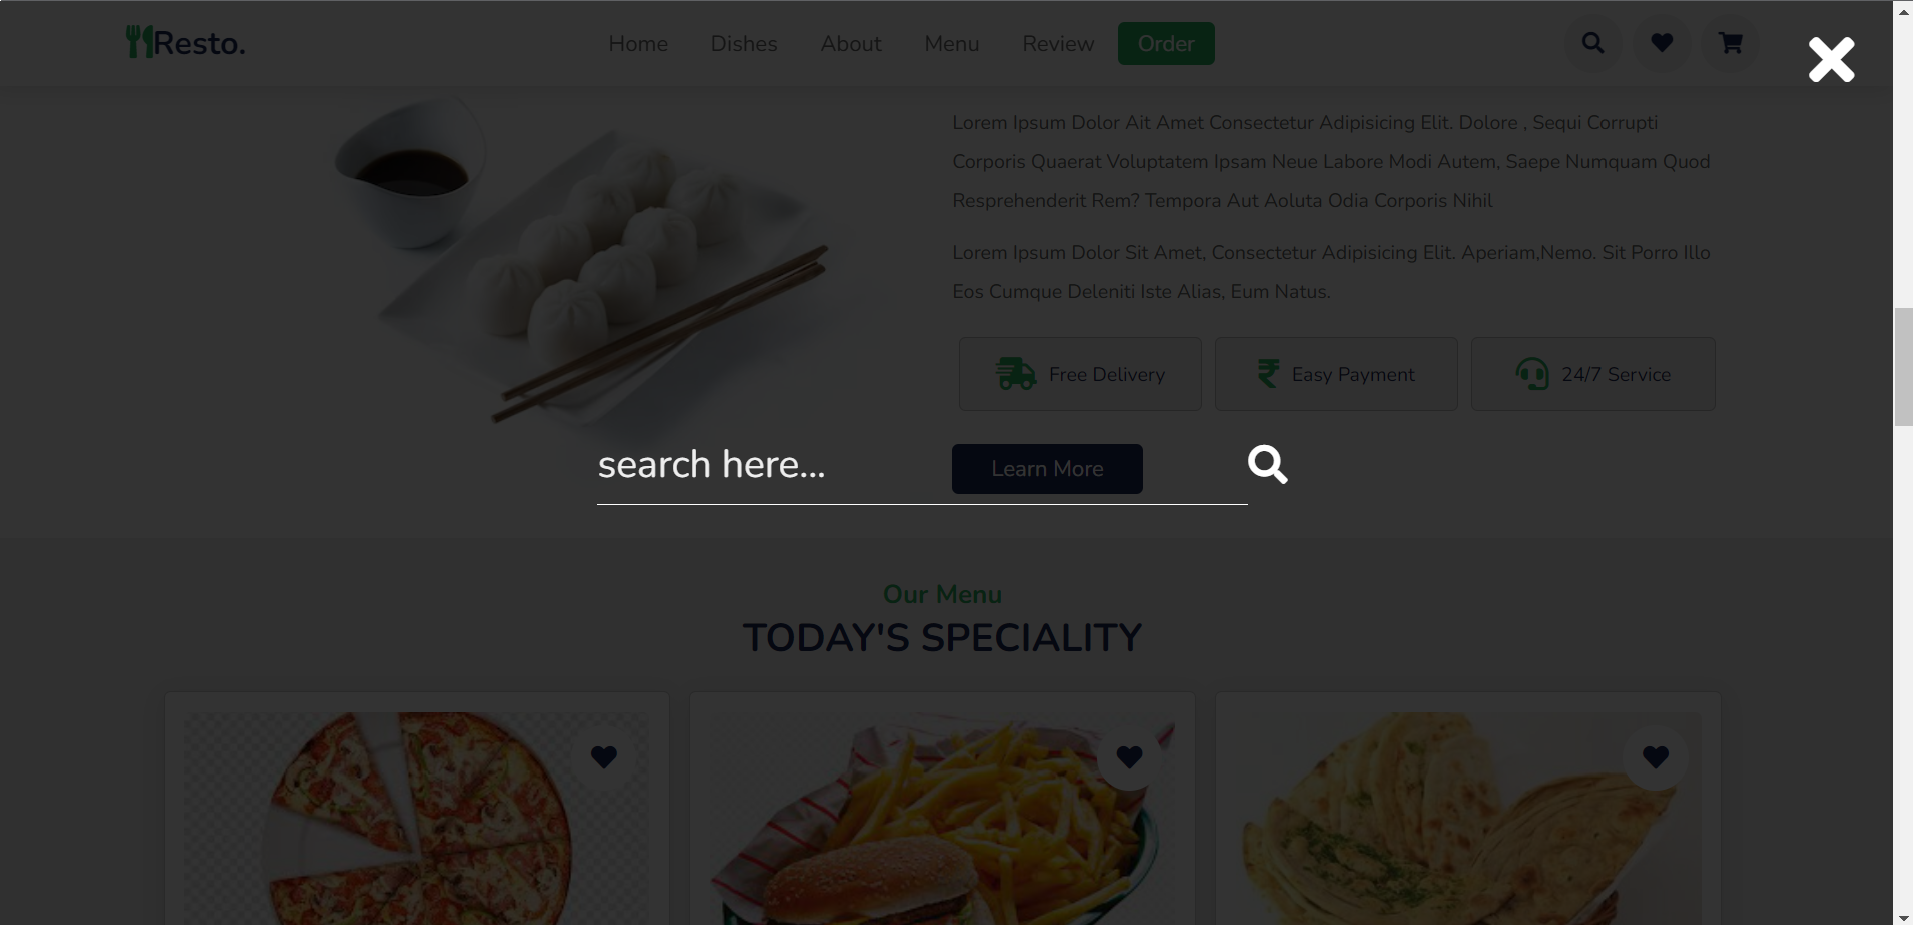 Resto.
Home Dishes About Menu Review Order
Lorem Ipsum Dolor Ait Amet Consectetur Adipisicing Elit. Dolore , Sequi Corrupti
Corporis Quaerat Voluptatem Ipsam Neue Labore Modi Autem, Saepe Numquam Quod
Resprehenderit Rem? Tempora Aut Aoluta Odia Corporis Nihil
Lorem Ipsum Dolor Sit Amet, Consectetur Adipisicing Elit. Aperiam,Nemo. Sit Porro Illo
Eos Cumque Deleniti Iste Alias, Eum Natus.
Free Delivery
Easy Payment
24/7 Service
search here...
Learn More
Our Menu
TODAY'S SPECIALITY